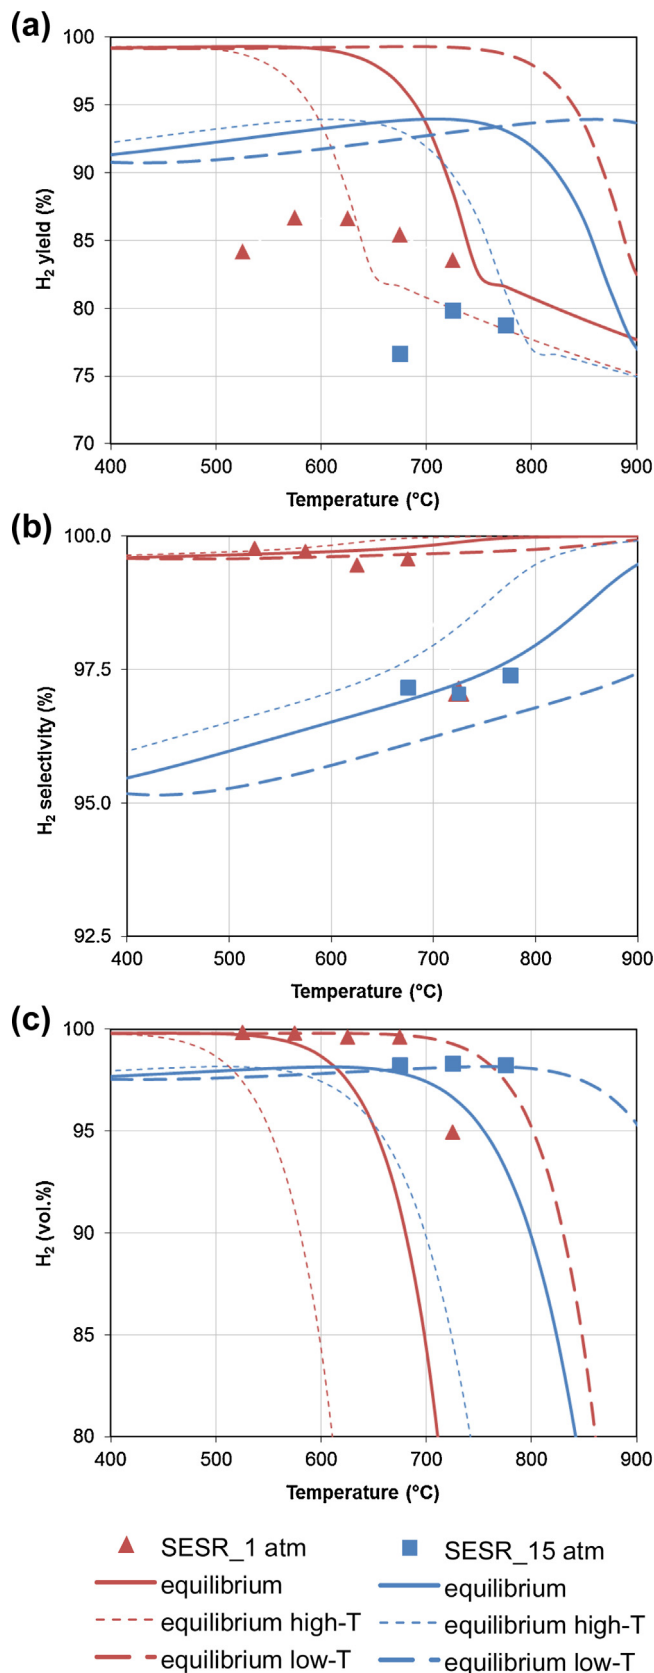 (a)
100
95
90
85
80
75
70
H2 yield (%)
400 500 600 700 800 900
Temperature (°C)
(b)
100.0
97.5
95.0
92.5
H2 selectivity (%)
400 500 600 700 800 900
Temperature (°C)
(c)
100
95
90
85
80
H2 (vol.%)
400 500 600 700 800 900
Temperature (°C)
SESR_1 atm SESR_15 atm
equilibrium equilibrium
equilibrium high-T equilibrium high-T
equilibrium low-T equilibrium low-T